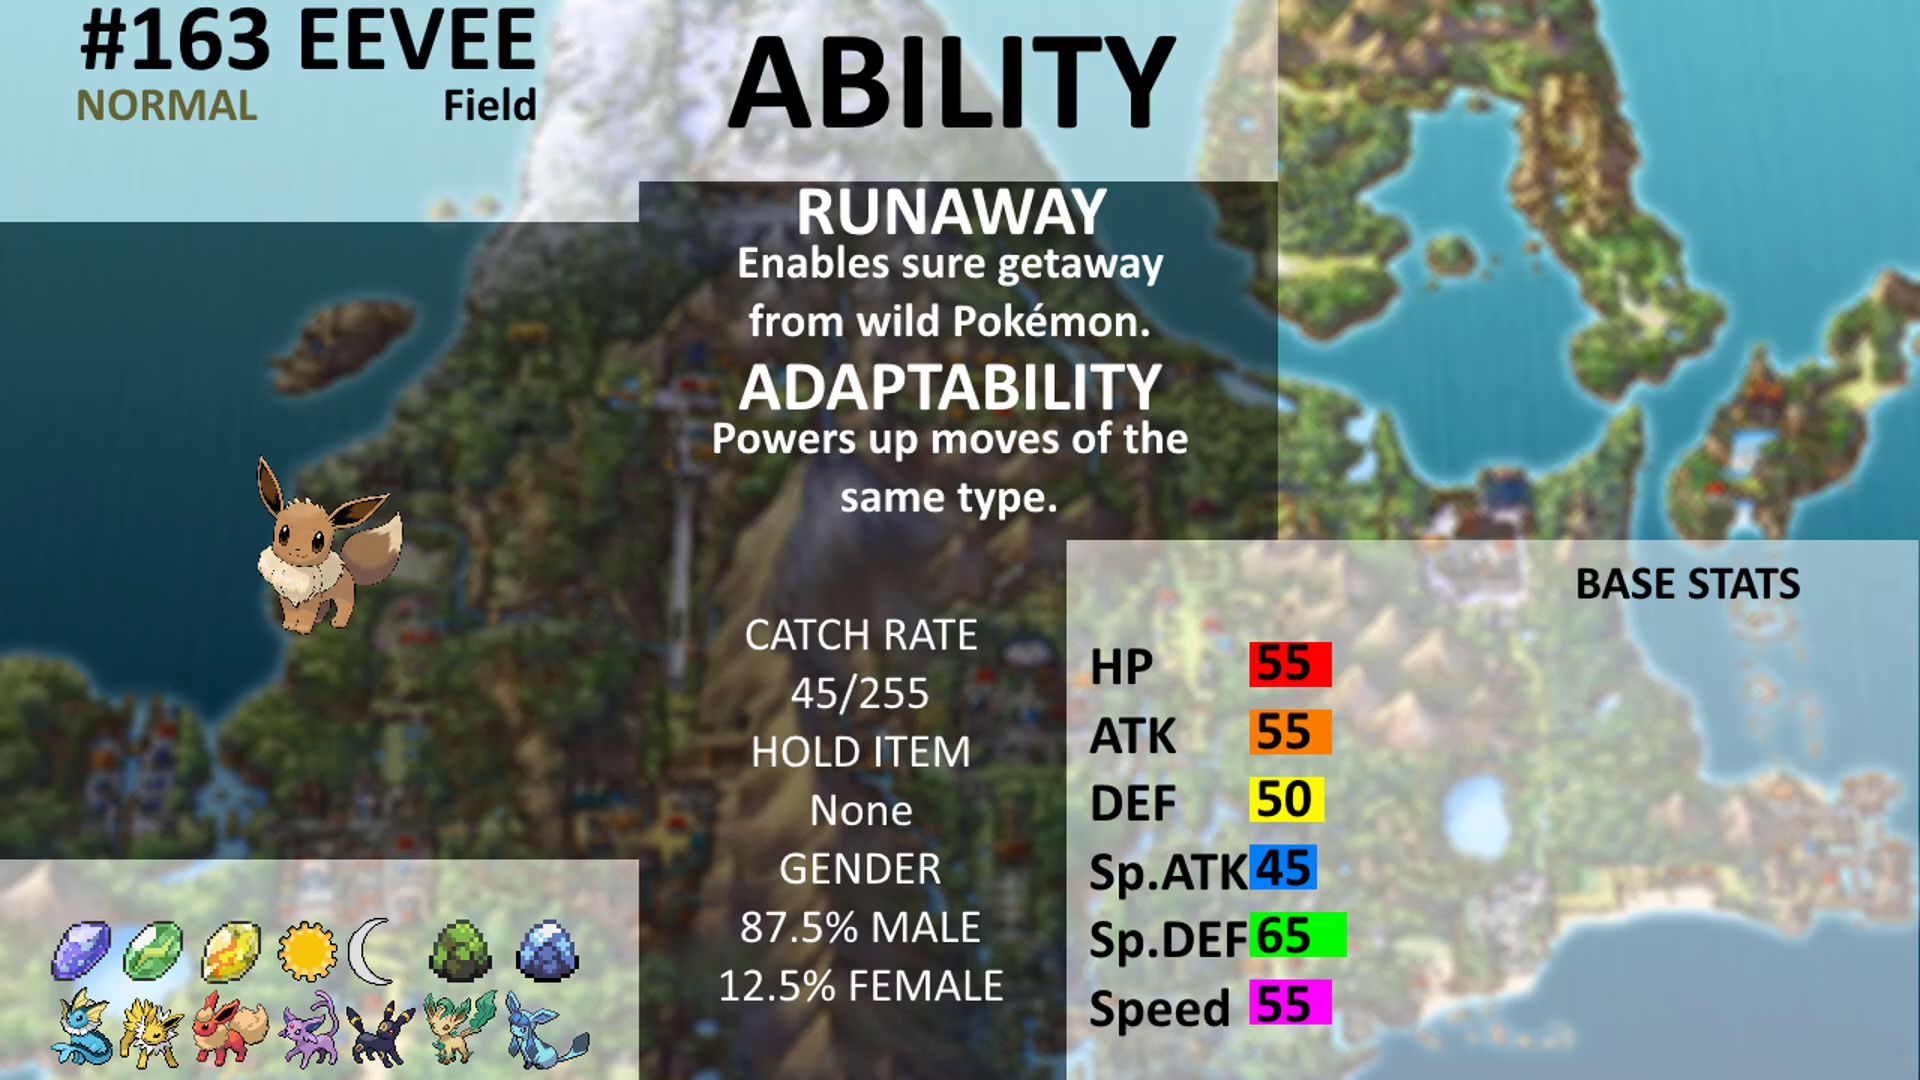 #163 EEVEE
NORMAL Field
ABILITY
RUNAWAY
Enables sure getaway
from wild Pokémon.
ADAPTABILITY
Powers up moves of the
same type.
CATCH RATE
45/255
HOLD ITEM
None
GENDER
87.5% MALE
12.5% FEMALE
BASE STATS
HP 55
ATK 55
DEF 50
Sp.ATK 45
Sp.DEF 65
Speed 55